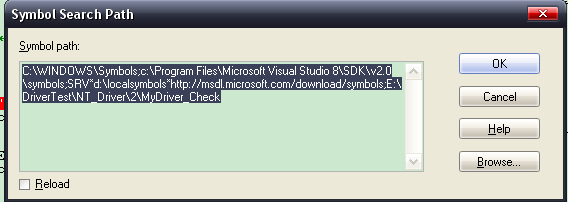 Symbol Search Path
Symbol path:
C:\WINDOWS\Symbols;c:\Program Files\Microsoft Visual Studio 8\SDK\v2.0
\symbols;SRV*d:\localsymbols*http://msdl.microsoft.com/download/symbols;E:\
DriverTest\NT_Driver\2\MyDriver_Check
OK
Cancel
Help
Browse...
Reload